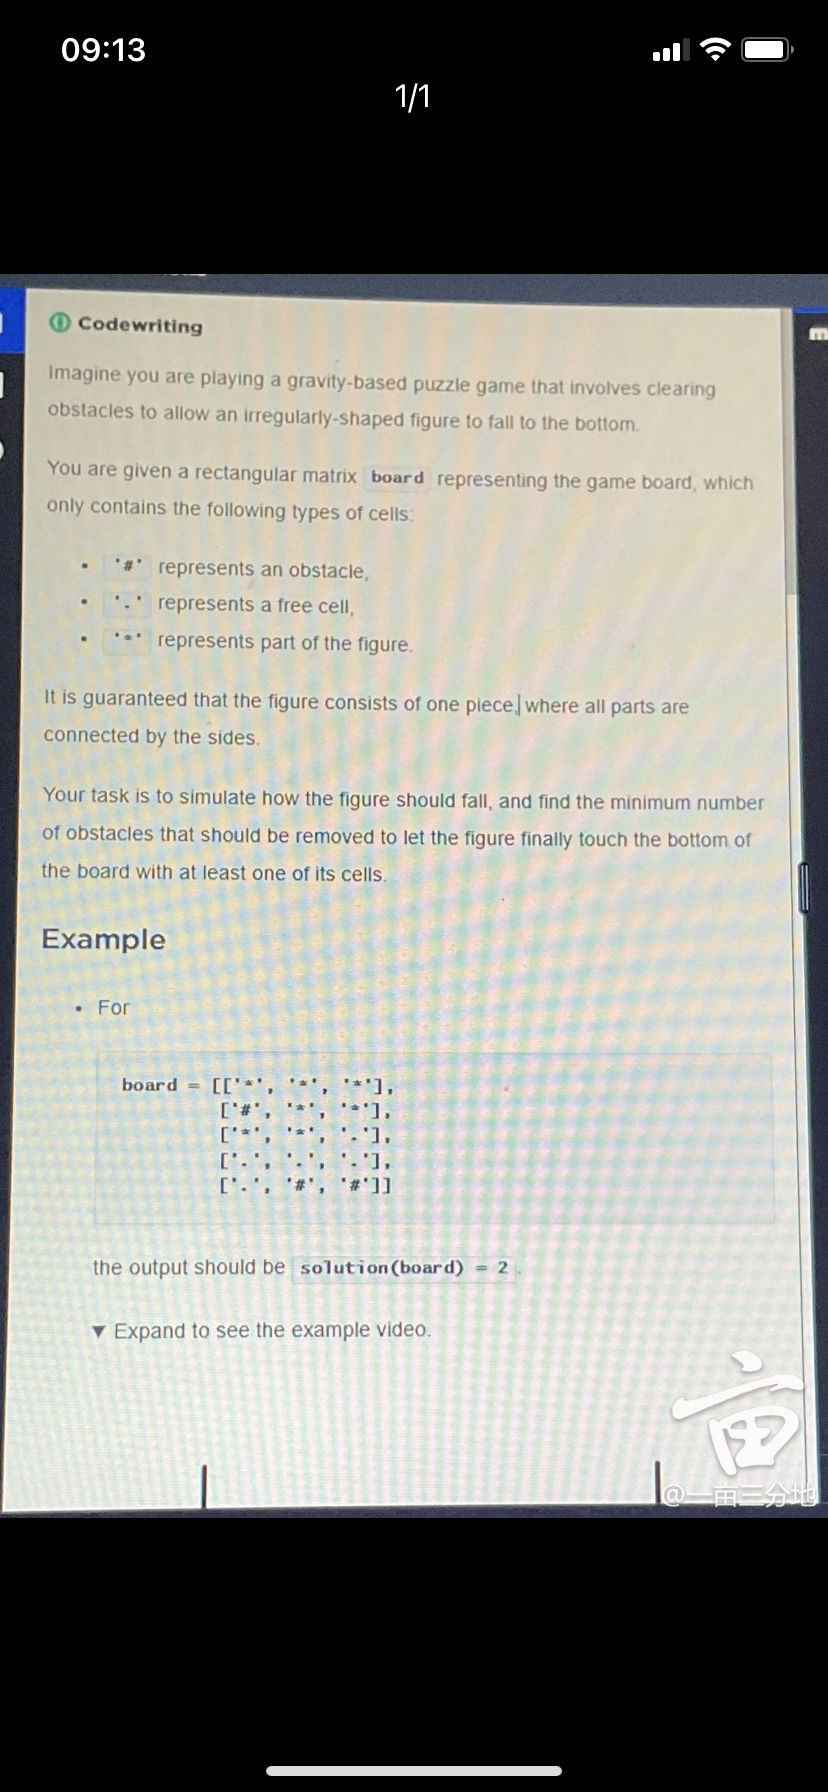 09:13
1/1
Codewriting
Imagine you are playing a gravity-based puzzle game that involves clearing
obstacles to allow an irregularly-shaped figure to fall to the bottom.
You are given a rectangular matrix board representing the game board, which
only contains the following types of cells:
• '#' represents an obstacle,
• '.' represents a free cell,
• '*' represents part of the figure.
It is guaranteed that the figure consists of one piece, where all parts are
connected by the sides.
Your task is to simulate how the figure should fall, and find the minimum number
of obstacles that should be removed to let the figure finally touch the bottom of
the board with at least one of its cells.
Example
• For
board = [['*', '*', '*'],
['#', '*', '*'],
['*', '*', '.'],
['.', '.', '.'],
['.', '#', '#']]
the output should be solution(board) = 2.
▼ Expand to see the example video.
亩
@一亩三分地